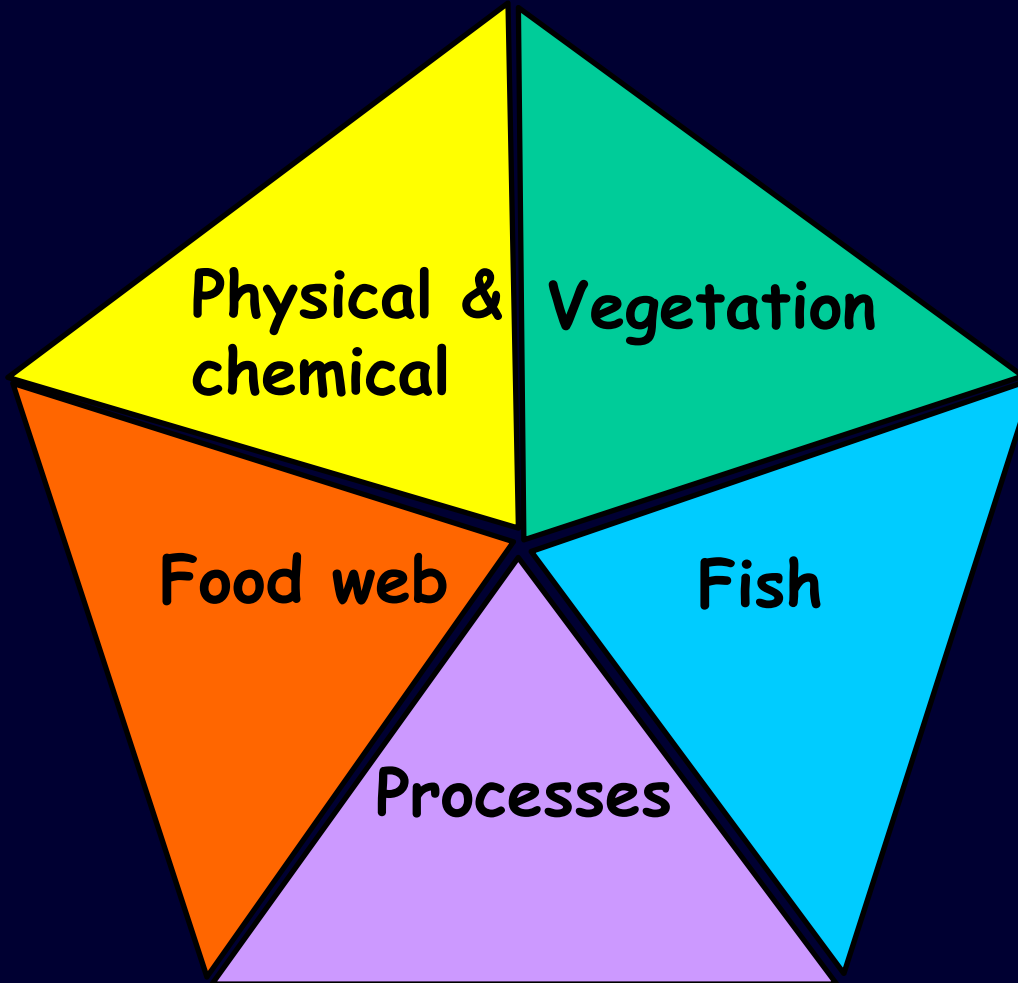 Physical &
chemical
Vegetation
Food web
Fish
Processes